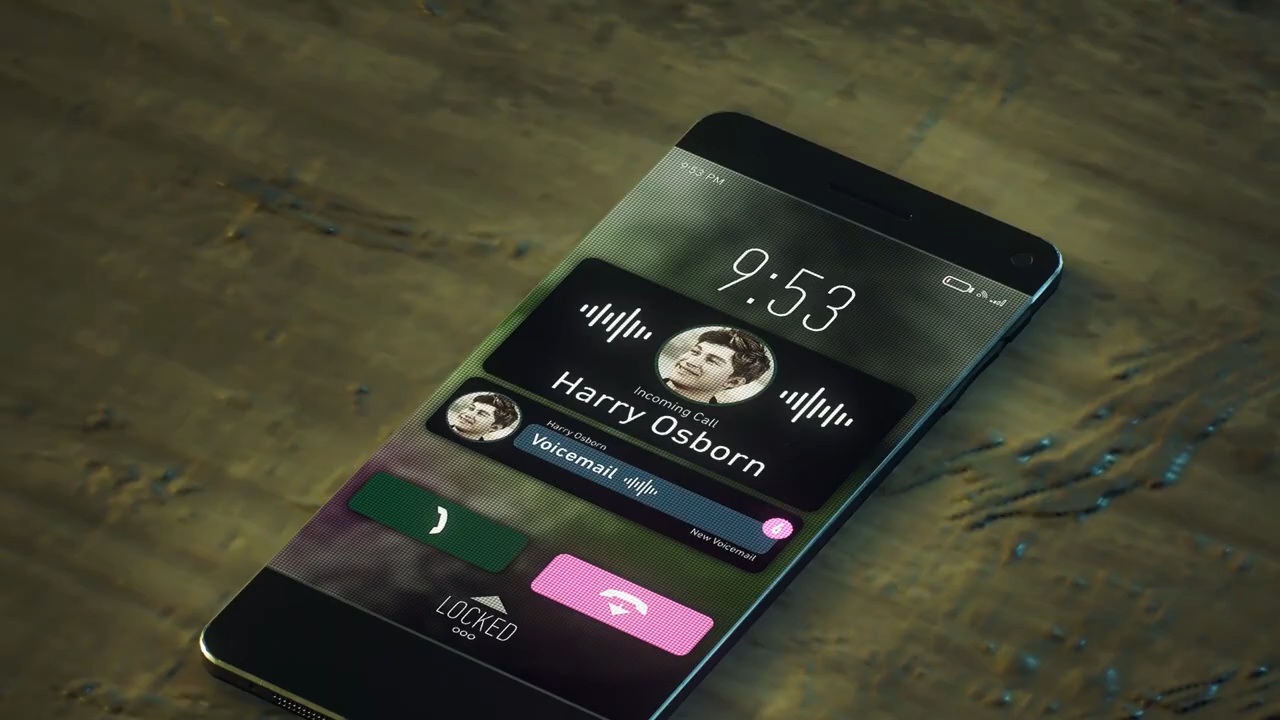 9:53 PM
9:53
Incoming Call
Harry Osborn
Harry Osborn
Voicemail
6
New Voicemail
LOCKED